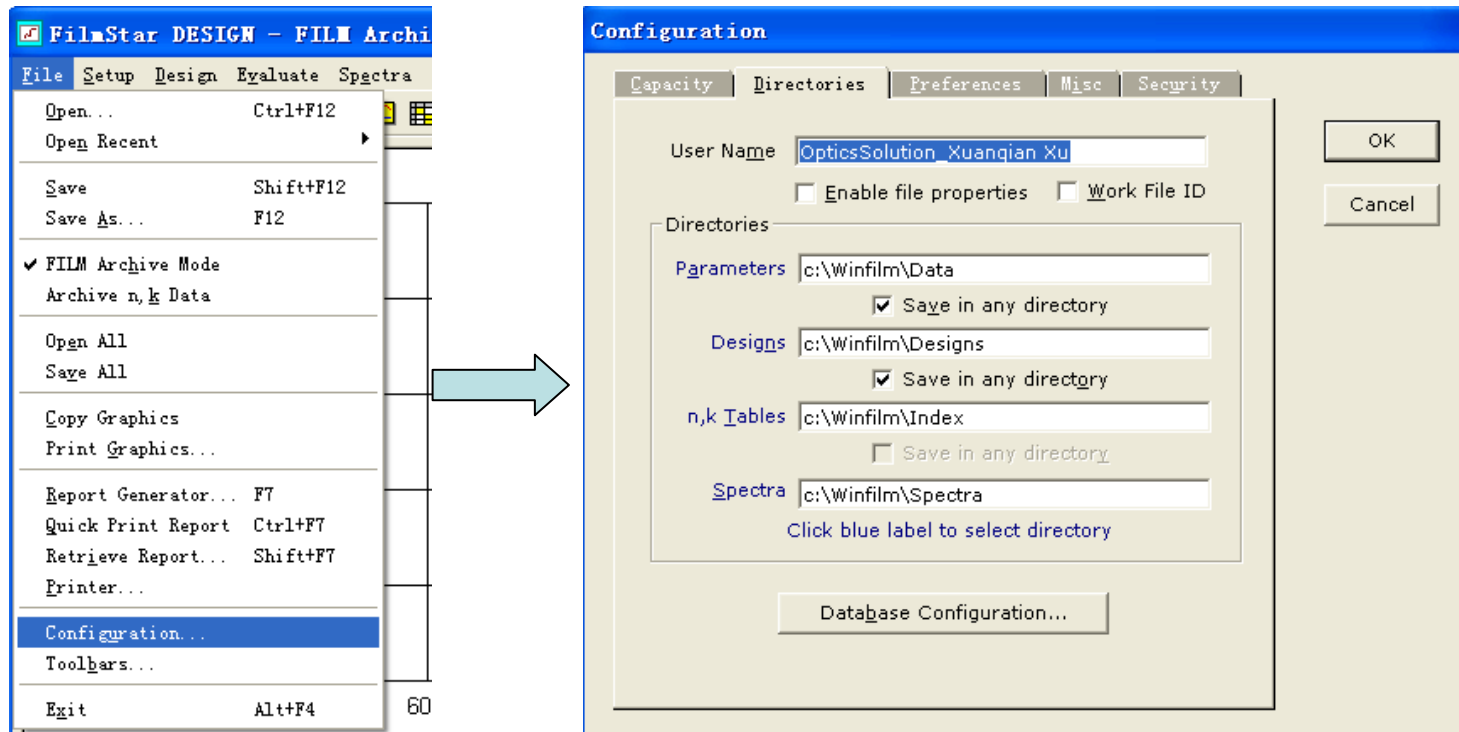 FilmStar DESIGN - FILM Archi
File Setup Design Evaluate Spectra
Open... Ctrl+F12
Open Recent
Save Shift+F12
Save As... F12
FILM Archive Mode
Archive n,k Data
Open All
Save All
Copy Graphics
Print Graphics...
Report Generator... F7
Quick Print Report Ctrl+F7
Retrieve Report... Shift+F7
Printer...
Configuration...
Toolbars...
Exit Alt+F4
60
Configuration
Capacity Directories Preferences Misc Security
User Name OpticsSolution_Xuanqian Xu
Enable file properties Work File ID
Directories
Parameters c:\Winfilm\Data
Save in any directory
Designs c:\Winfilm\Designs
Save in any directory
n,k Tables c:\Winfilm\Index
Save in any directory
Spectra c:\Winfilm\Spectra
Click blue label to select directory
Database Configuration...
OK
Cancel